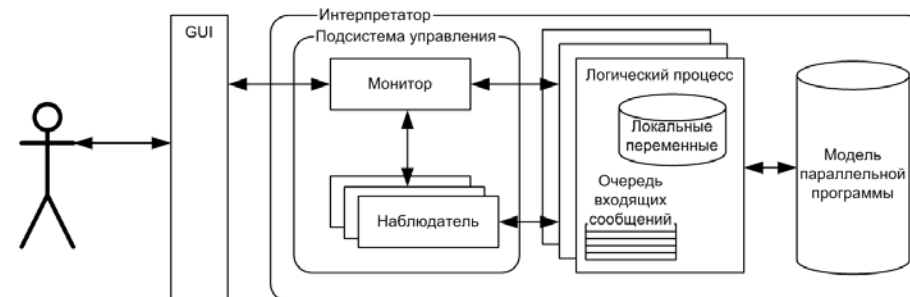 GUI
Интерпретатор
Подсистема управления
Монитор
Наблюдатель
Логический процесс
Локальные
переменные
Очередь
входящих
сообщений
Модель
параллельной
программы